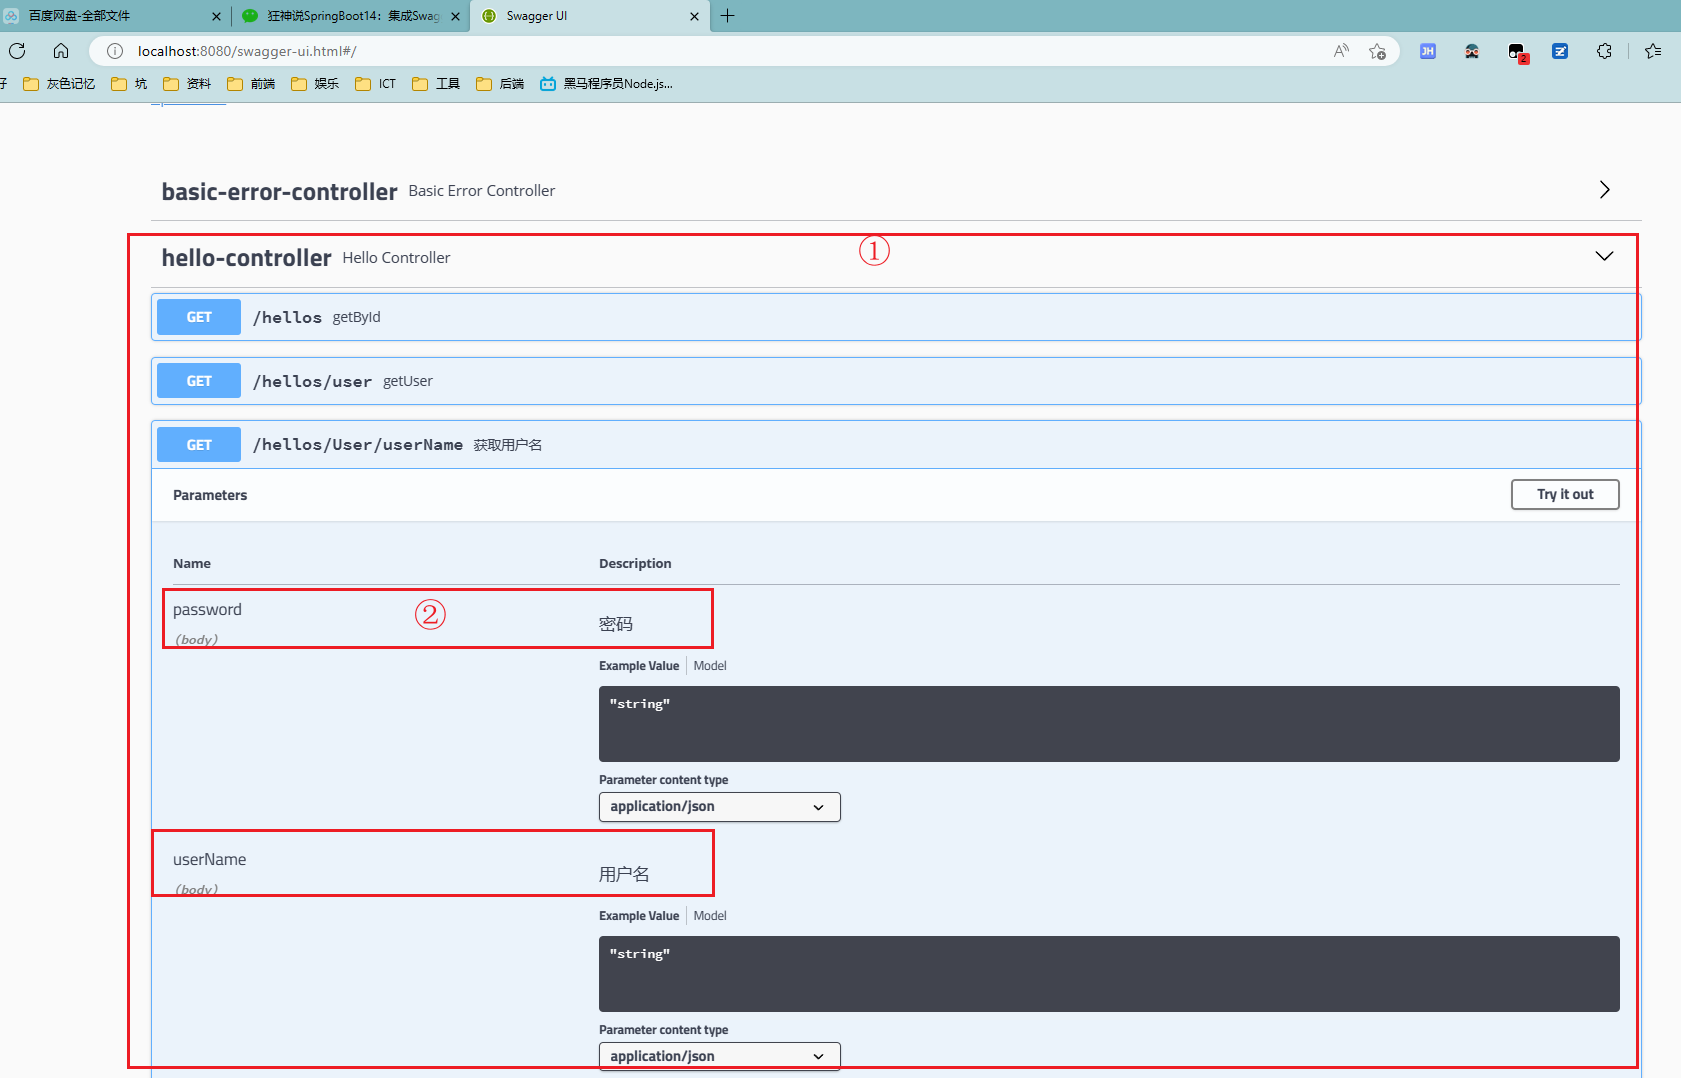 百度网盘-全部文件
狂神说SpringBoot14：集成Swag
Swagger UI
localhost:8080/swagger-ui.html#/
JH
2
灰色记忆
坑
资料
前端
娱乐
ICT
工具
后端
黑马程序员Node.js...
basic-error-controller Basic Error Controller
①
hello-controller Hello Controller
GET /hellos getById
GET /hellos/user getUser
GET /hellos/User/userName 获取用户名
Parameters
Try it out
Name Description
password
②
密码
(body)
Example Value Model
"string"
Parameter content type
application/json
userName
用户名
(body)
Example Value Model
"string"
Parameter content type
application/json